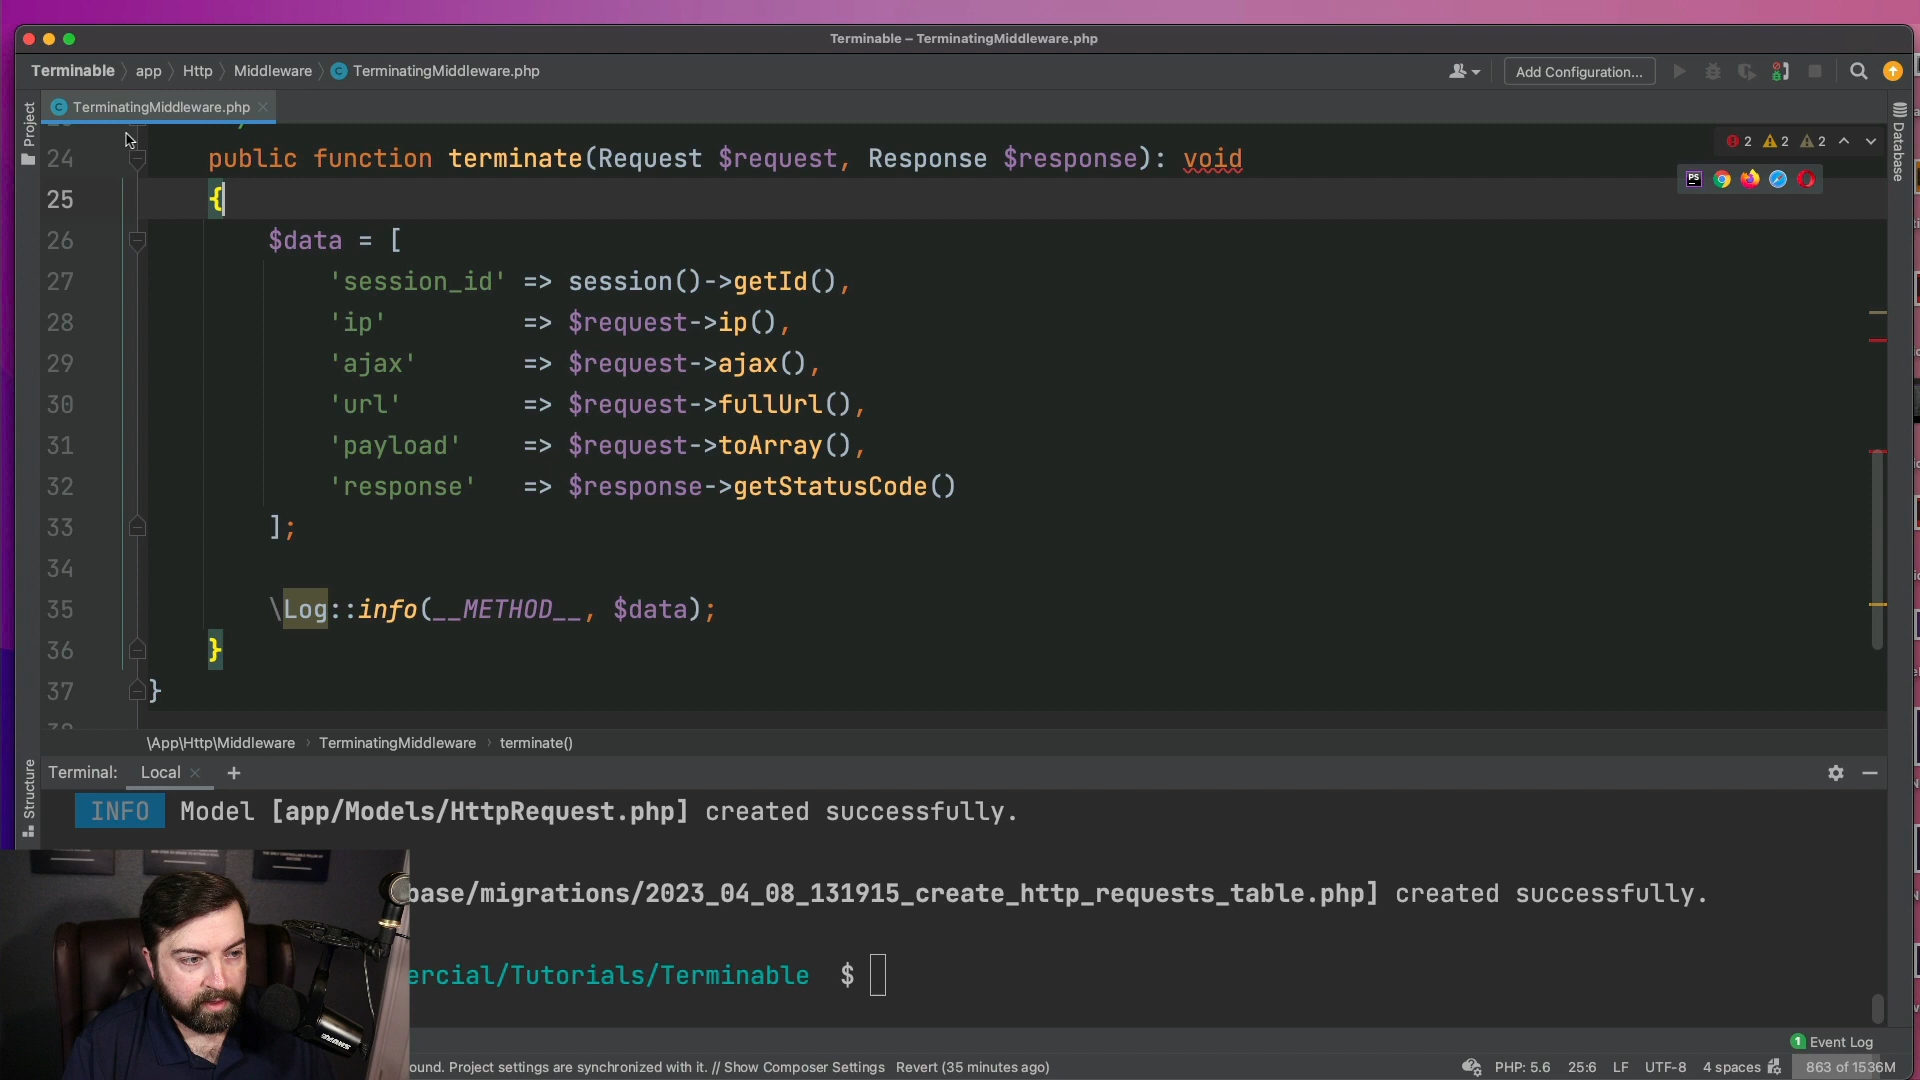 Terminable – TerminatingMiddleware.php
Terminable app Http Middleware TerminatingMiddleware.php
Add Configuration...
Project
TerminatingMiddleware.php
2 2 2
Database
24 public function terminate(Request $request, Response $response): void
25 {
26 $data = [
27 'session_id' => session()->getId(),
28 'ip' => $request->ip(),
29 'ajax' => $request->ajax(),
30 'url' => $request->fullUrl(),
31 'payload' => $request->toArray(),
32 'response' => $response->getStatusCode()
33 ];
34
35 \Log::info(__METHOD__, $data);
36 }
37 }
\App\Http\Middleware TerminatingMiddleware terminate()
Structure
Terminal: Local +
INFO Model [app/Models/HttpRequest.php] created successfully.
base/migrations/2023_04_08_131915_create_http_requests_table.php] created successfully.
ercial/Tutorials/Terminable $
1 Event Log
ound. Project settings are synchronized with it. // Show Composer Settings Revert (35 minutes ago)
PHP: 5.6 25:6 LF UTF-8 4 spaces 863 of 1536M